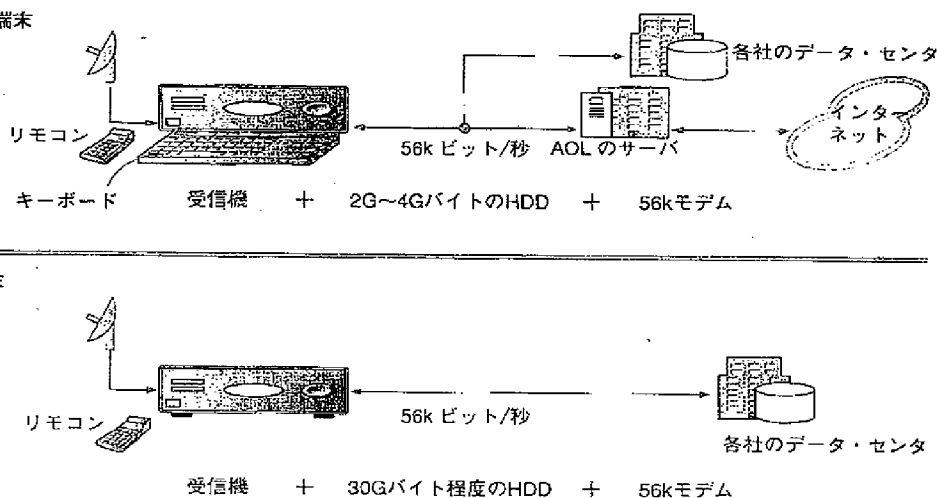 端末
各社のデータ・センタ
インターネット
リモコン
56k ビット/秒
AOL のサーバ
キーボード
受信機 + 2G〜4GバイトのHDD + 56kモデム
リモコン
56k ビット/秒
各社のデータ・センタ
受信機 + 30Gバイト程度のHDD + 56kモデム